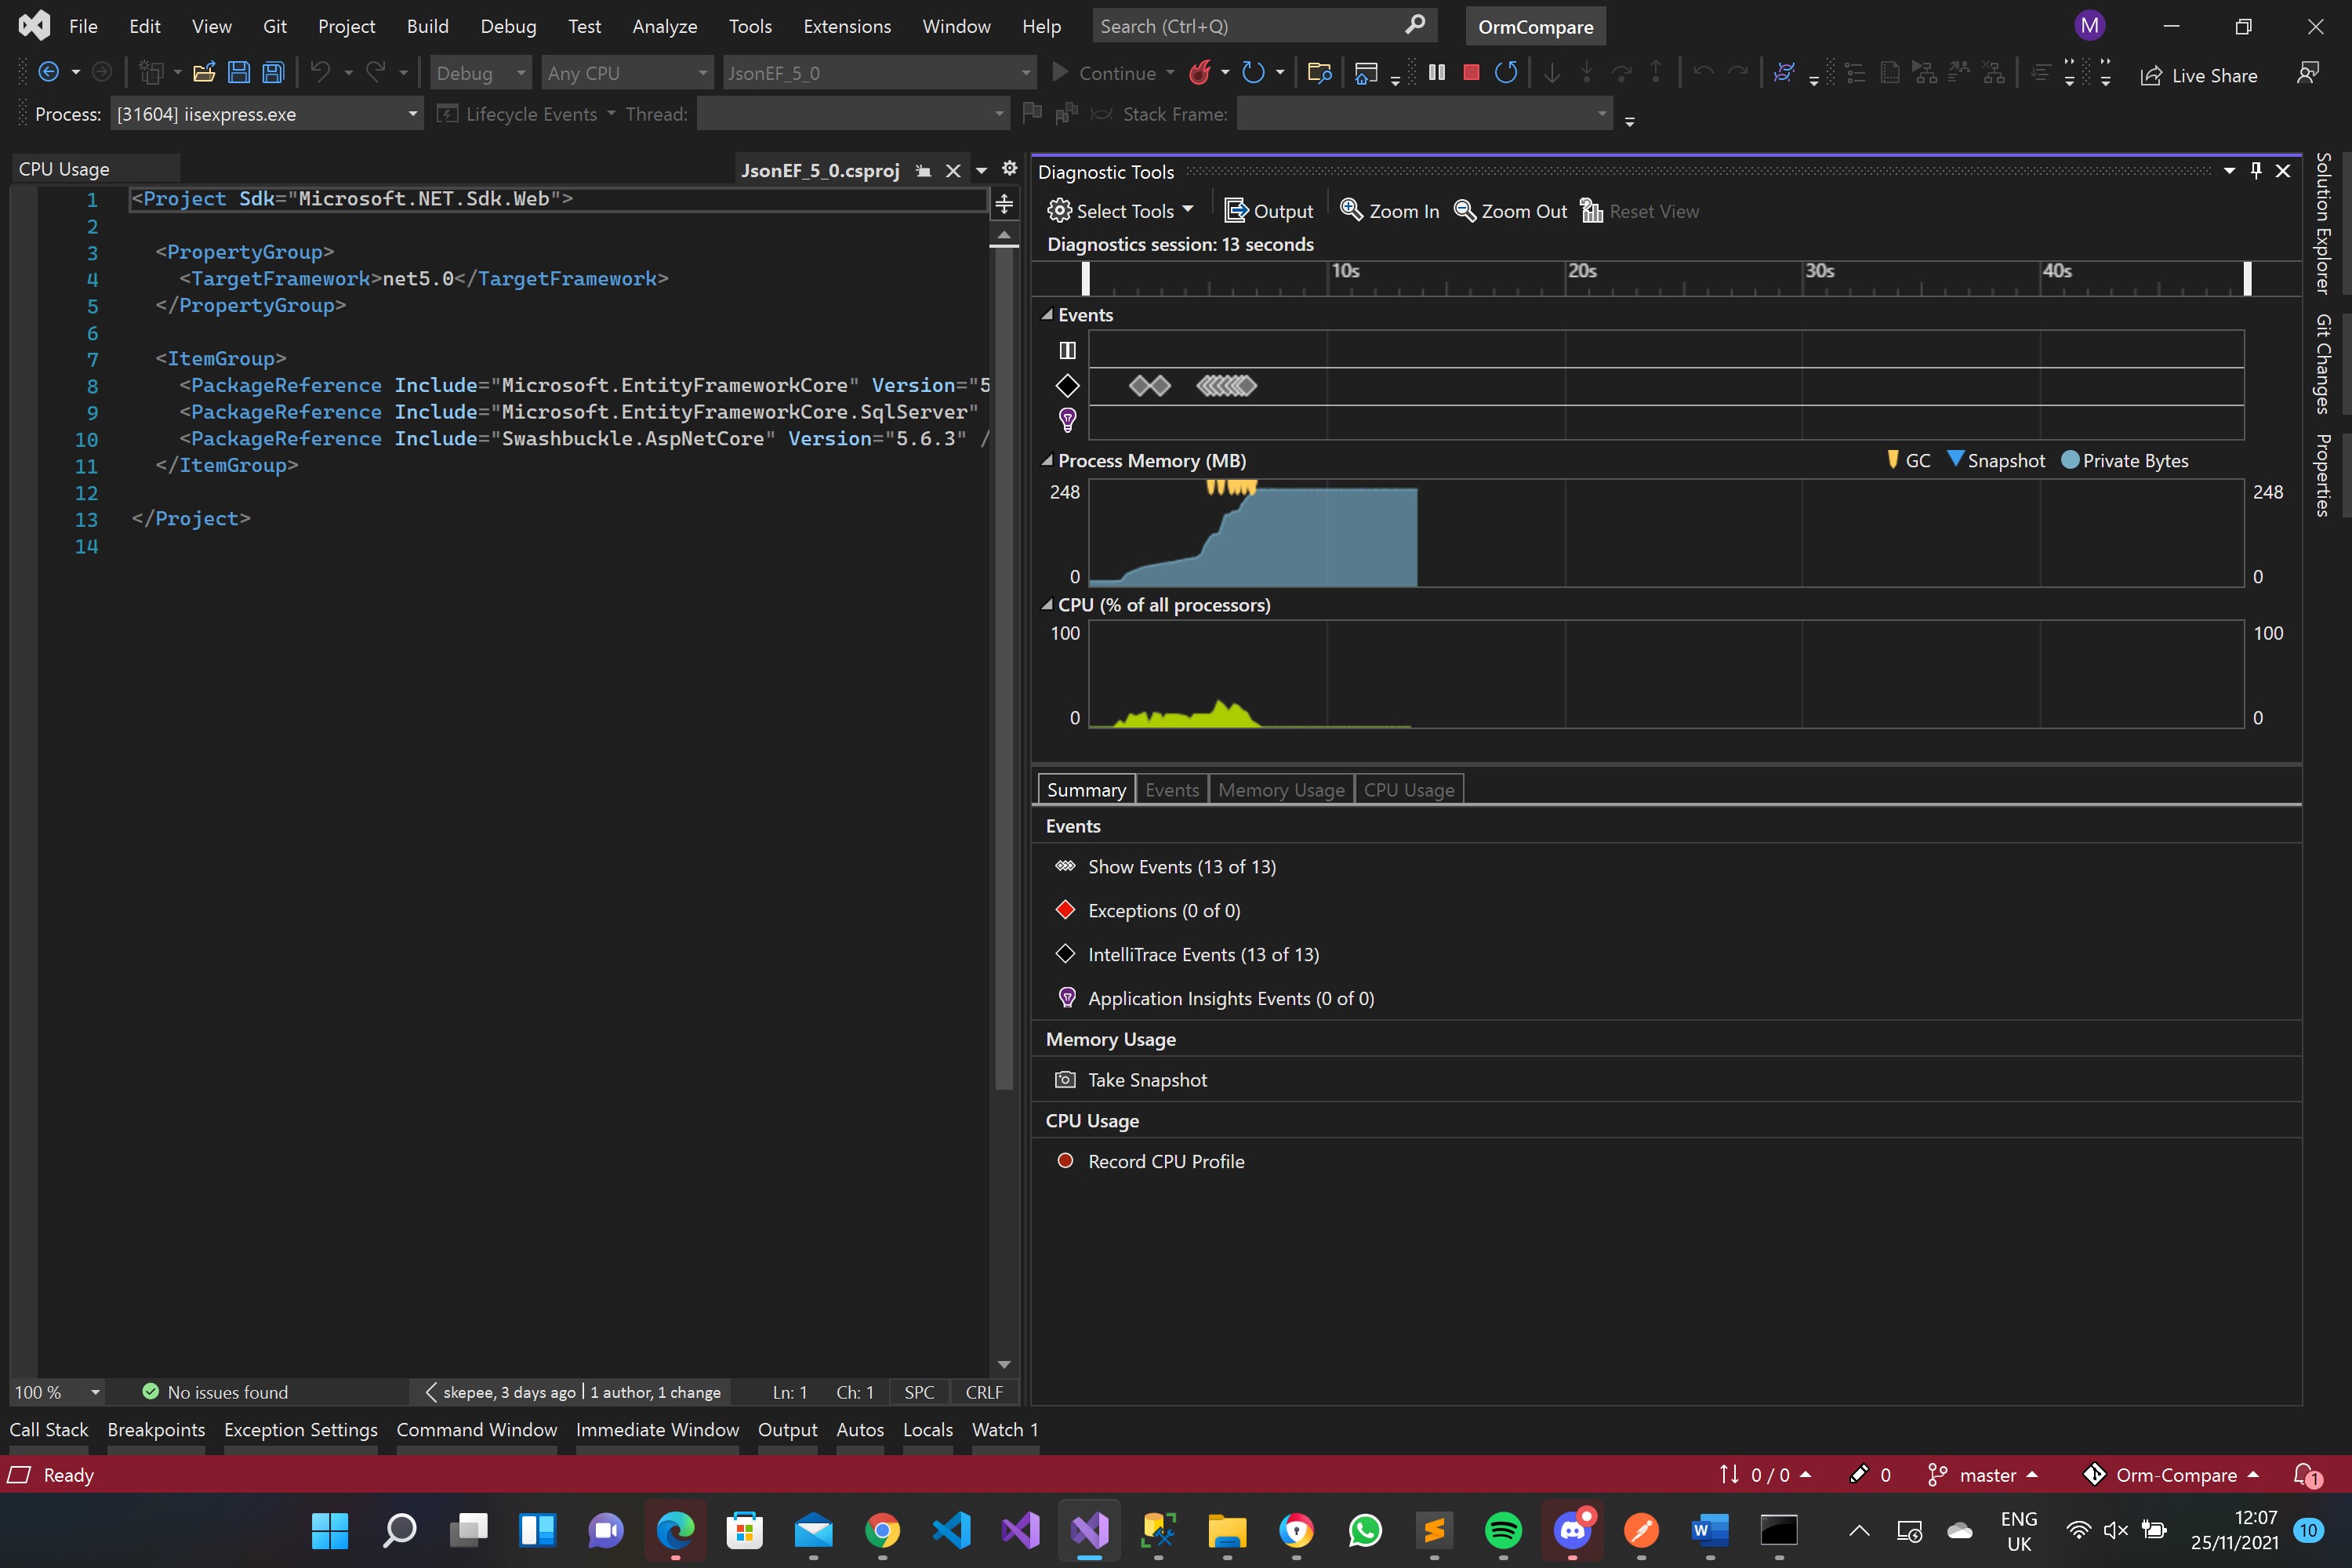 File Edit View Git Project Build Debug Test Analyze Tools Extensions Window Help Search (Ctrl+Q) OrmCompare M
Debug Any CPU JsonEF_5_0 Continue Live Share
Process: [31604] iisexpress.exe Lifecycle Events Thread: Stack Frame:
CPU Usage JsonEF_5_0.csproj
1 <Project Sdk="Microsoft.NET.Sdk.Web">
2
3 <PropertyGroup>
4 <TargetFramework>net5.0</TargetFramework>
5 </PropertyGroup>
6
7 <ItemGroup>
8 <PackageReference Include="Microsoft.EntityFrameworkCore" Version="5
9 <PackageReference Include="Microsoft.EntityFrameworkCore.SqlServer"
10 <PackageReference Include="Swashbuckle.AspNetCore" Version="5.6.3" /
11 </ItemGroup>
12
13 </Project>
14
100 % No issues found skepee, 3 days ago | 1 author, 1 change Ln: 1 Ch: 1 SPC CRLF
Diagnostic Tools
Select Tools Output Zoom In Zoom Out Reset View
Diagnostics session: 13 seconds
10s 20s 30s 40s
Events
Process Memory (MB) GC Snapshot Private Bytes
248 248
0 0
CPU (% of all processors)
100 100
0 0
Summary Events Memory Usage CPU Usage
Events
Show Events (13 of 13)
Exceptions (0 of 0)
IntelliTrace Events (13 of 13)
Application Insights Events (0 of 0)
Memory Usage
Take Snapshot
CPU Usage
Record CPU Profile
Solution Explorer
Git Changes
Properties
Call Stack Breakpoints Exception Settings Command Window Immediate Window Output Autos Locals Watch 1
Ready 0 / 0 0 master Orm-Compare 1
ENG 12:07
UK 25/11/2021 10